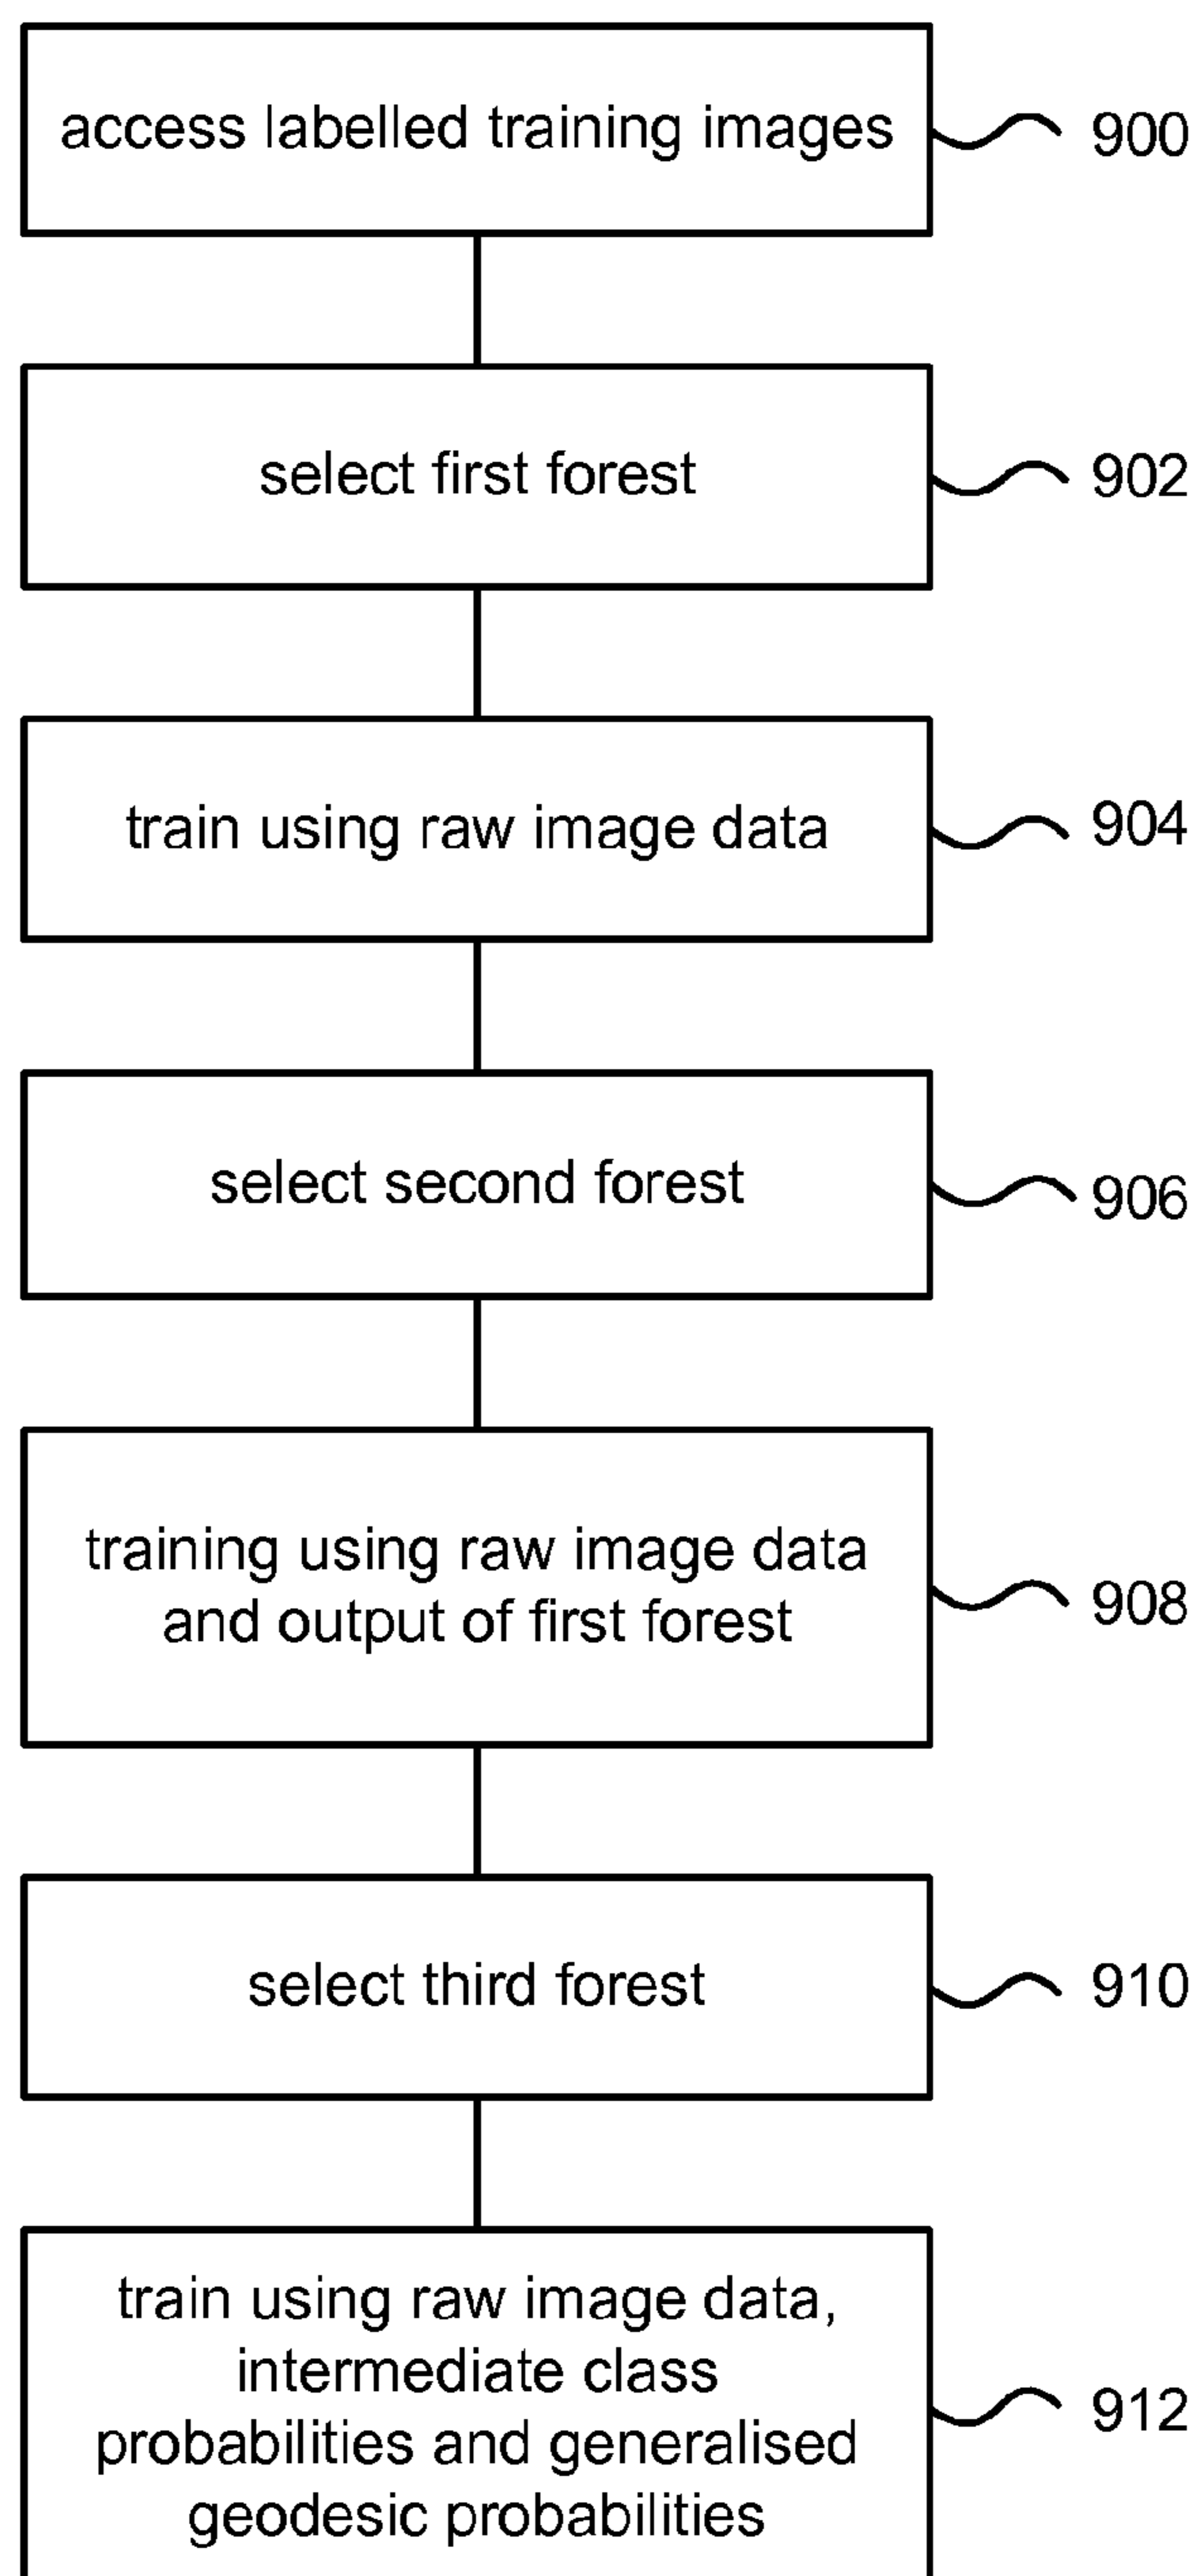 access labelled training images
900
select first forest
902
train using raw image data
904
select second forest
906
training using raw image data
and output of first forest
908
select third forest
910
train using raw image data,
intermediate class
probabilities and generalised
geodesic probabilities
912